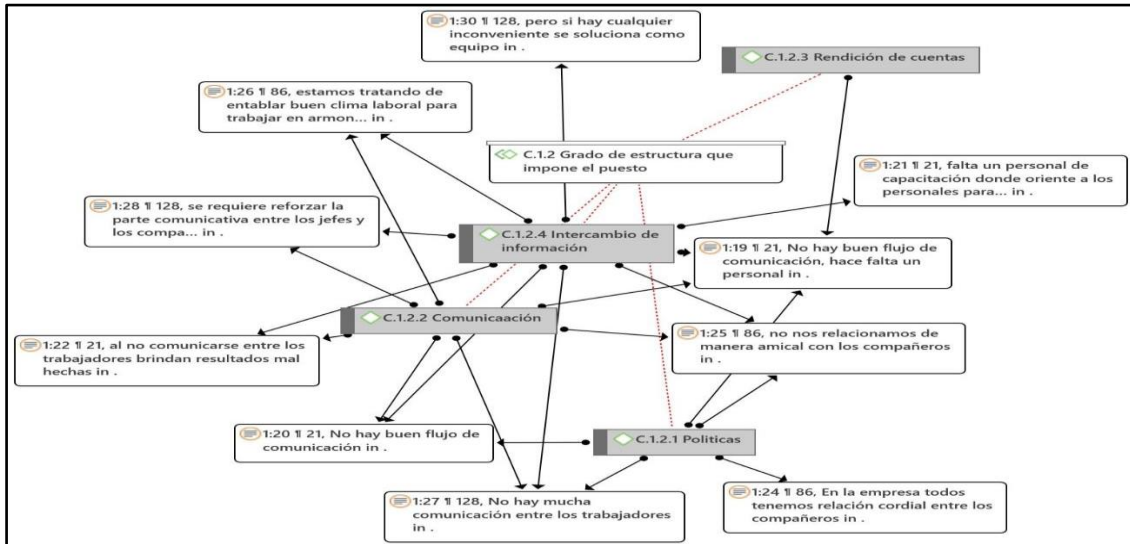 1:30 ¶ 128, pero si hay cualquier
inconveniente se soluciona como
equipo in .
C.1.2.3 Rendición de cuentas
1:26 ¶ 86, estamos tratando de
entablar buen clima laboral para
trabajar en armon... in .
C.1.2 Grado de estructura que
impone el puesto
1:21 ¶ 21, falta un personal de
capacitación donde oriente a los
personales para... in .
1:28 ¶ 128, se requiere reforzar la
parte comunicativa entre los jefes y
los compa... in .
C.1.2.4 Intercambio de
información
1:19 ¶ 21, No hay buen flujo de
comunicación, hace falta un
personal in .
C.1.2.2 Comunicaación
1:22 ¶ 21, al no comunicarse entre los
trabajadores brindan resultados mal
hechas in .
1:25 ¶ 86, no nos relacionamos de
manera amical con los compañeros
in .
1:20 ¶ 21, No hay buen flujo de
comunicación in .
C.1.2.1 Politicas
1:27 ¶ 128, No hay mucha
comunicación entre los trabajadores
in .
1:24 ¶ 86, En la empresa todos
tenemos relación cordial entre los
compañeros in .